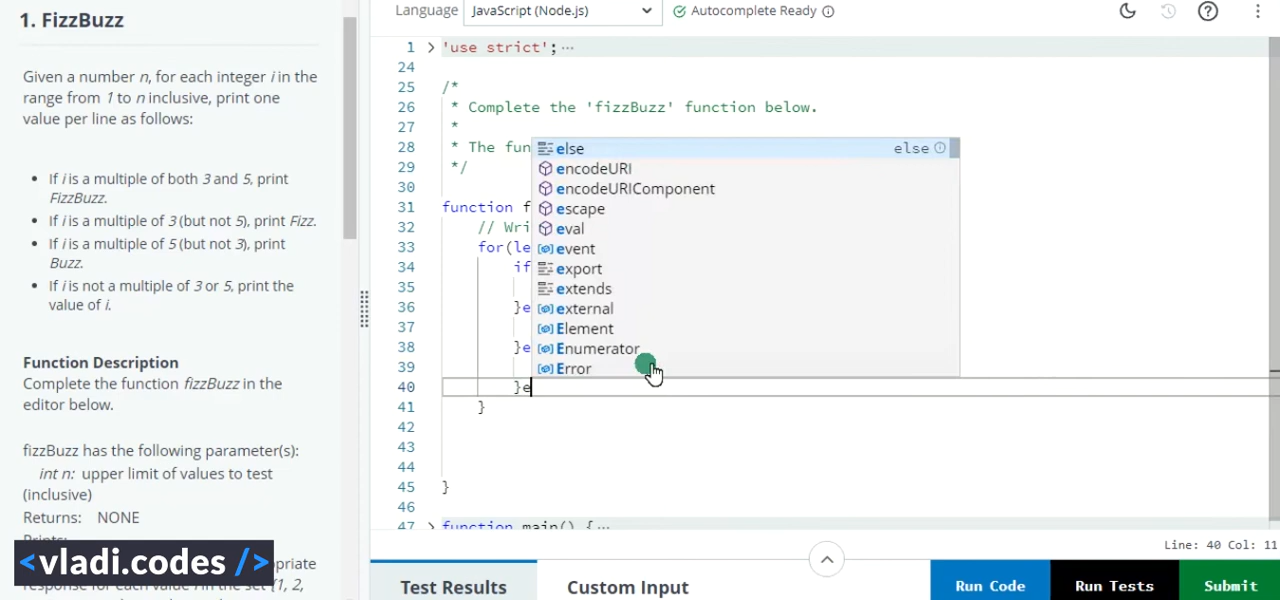 1. FizzBuzz
Given a number n, for each integer i in the
range from 1 to n inclusive, print one
value per line as follows:
If i is a multiple of both 3 and 5, print
FizzBuzz.
If i is a multiple of 3 (but not 5), print Fizz.
If i is a multiple of 5 (but not 3), print
Buzz.
If i is not a multiple of 3 or 5, print the
value of i.
Function Description
Complete the function fizzBuzz in the
editor below.
fizzBuzz has the following parameter(s):
int n: upper limit of values to test
(inclusive)
Returns: NONE
<vladi.codes />
Language JavaScript (Node.js) Autocomplete Ready
1 'use strict';
24
25 /*
26 * Complete the 'fizzBuzz' function below.
27 *
28 * The fun
29 */
30
31 function f
32 // Wri
33 for(le
34 if
35
36 }e
37
38 }e
39
40 }e
41 }
42
43
44
45 }
46
47 function main() {
else else
encodeURI
encodeURIComponent
escape
eval
event
export
extends
external
Element
Enumerator
Error
Line: 40 Col: 11
Test Results Custom Input Run Code Run Tests Submit